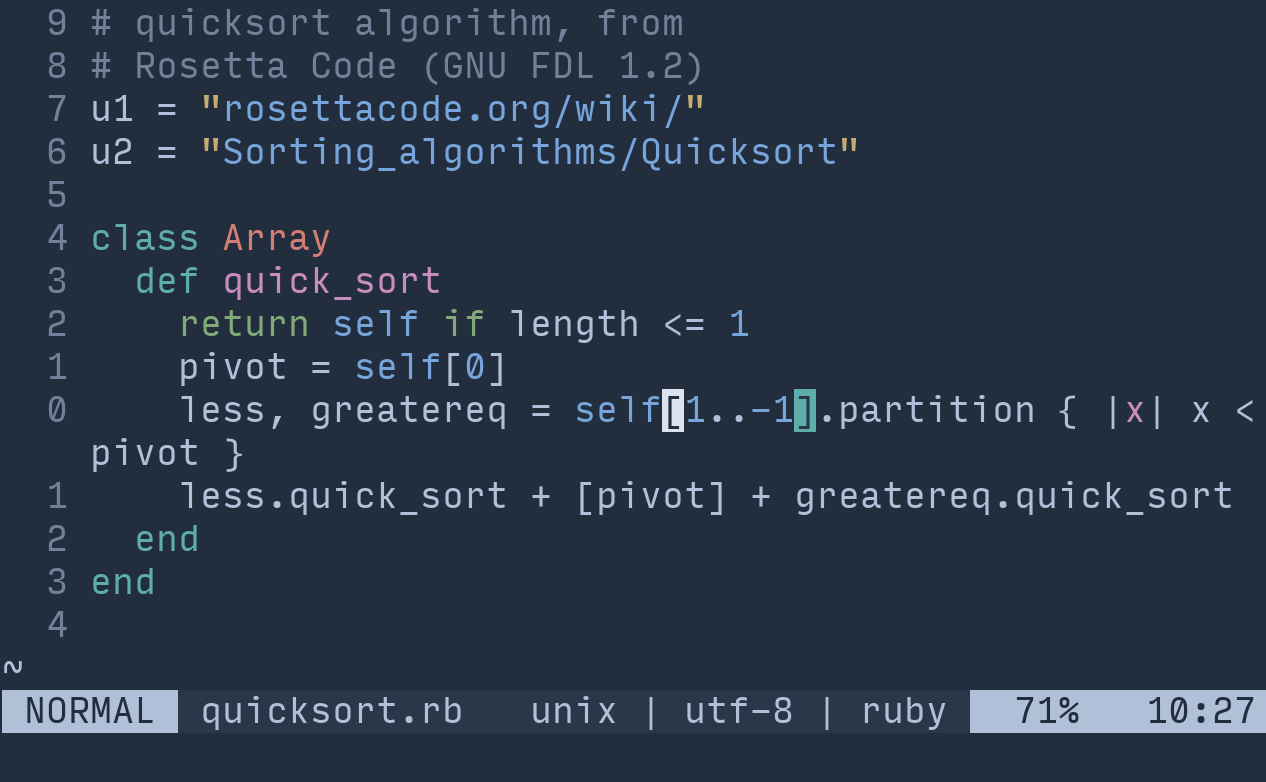 9 # quicksort algorithm, from
8 # Rosetta Code (GNU FDL 1.2)
7 u1 = "rosettacode.org/wiki/"
6 u2 = "Sorting_algorithms/Quicksort"
5
4 class Array
3   def quick_sort
2     return self if length <= 1
1     pivot = self[0]
0     less, greatereq = self[1..-1].partition { |x| x <
pivot }
1     less.quick_sort + [pivot] + greatereq.quick_sort
2   end
3 end
4
~
NORMAL quicksort.rb unix | utf-8 | ruby 71% 10:27